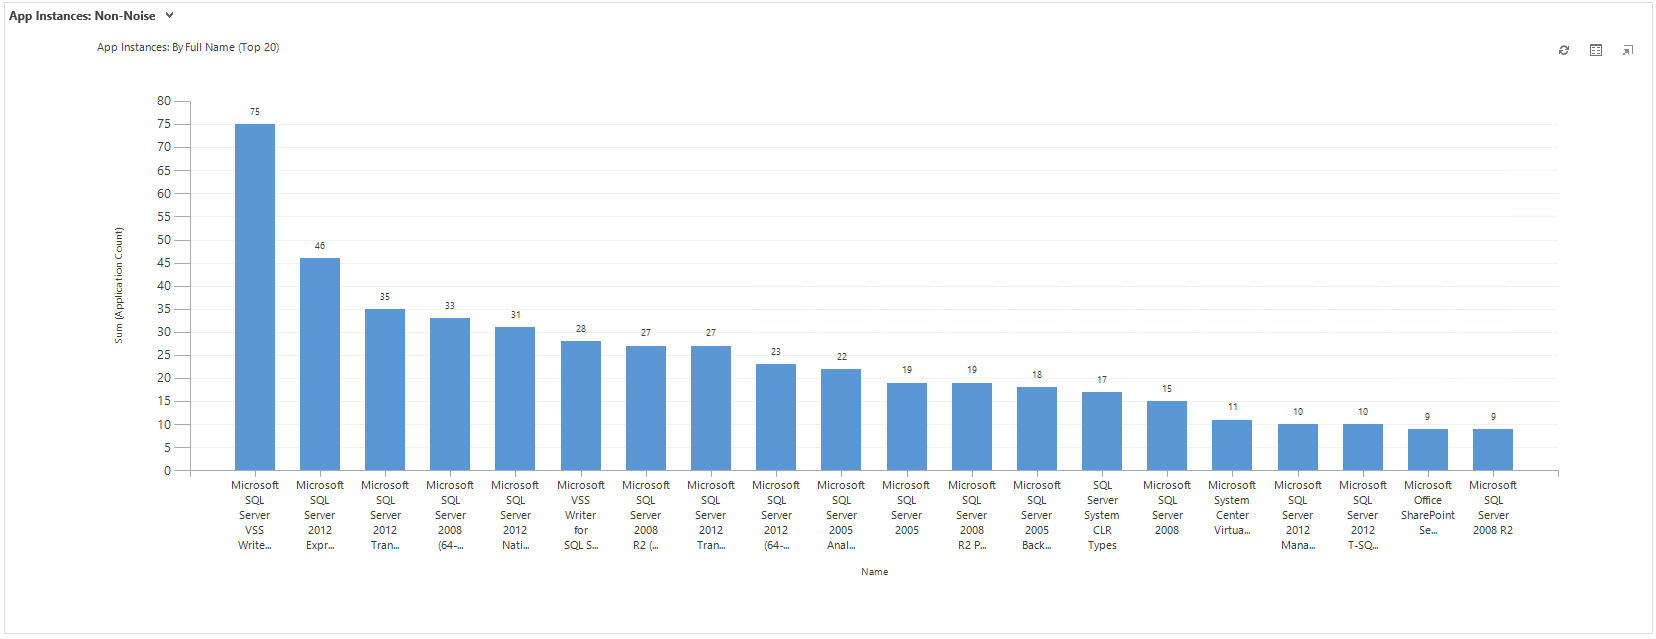 App Instances: Non-Noise
App Instances: By Full Name (Top 20)
Sum (Application Count)
80
75
70
65
60
55
50
45
40
35
30
25
20
15
10
5
0
75
46
35
33
31
28
27
27
23
22
19
19
18
17
15
11
10
10
9
9
Microsoft
SQL
Server
VSS
Write...
Microsoft
SQL
Server
2012
Expr...
Microsoft
SQL
Server
2012
Tran...
Microsoft
SQL
Server
2008
(64-...
Microsoft
SQL
Server
2012
Nati...
Microsoft
VSS
Writer
for
SQL S...
Microsoft
SQL
Server
2008
R2 (...
Microsoft
SQL
Server
2012
Tran...
Microsoft
SQL
Server
2012
(64-...
Microsoft
SQL
Server
2005
Anal...
Microsoft
SQL
Server
2005
Microsoft
SQL
Server
2008
R2 P...
Microsoft
SQL
Server
2005
Back...
SQL
Server
System
CLR
Types
Microsoft
SQL
Server
2008
Microsoft
System
Center
Virtua...
Microsoft
SQL
Server
2012
Mana...
Microsoft
SQL
Server
2012
T-SQ...
Microsoft
Office
SharePoint
Se...
Microsoft
SQL
Server
2008 R2
Name